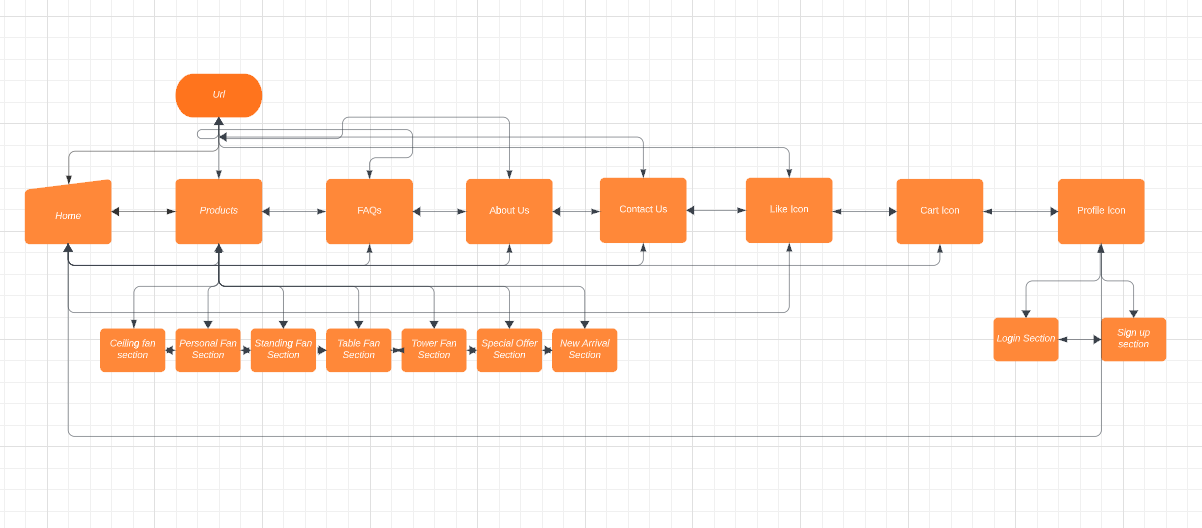 Url
Home
Products
FAQs
About Us
Contact Us
Like Icon
Cart Icon
Profile Icon
Ceiling fan
section
Personal Fan
Section
Standing Fan
Section
Table Fan
Section
Tower Fan
Section
Special Offer
Section
New Arrival
Section
Login Section
Sign up
section